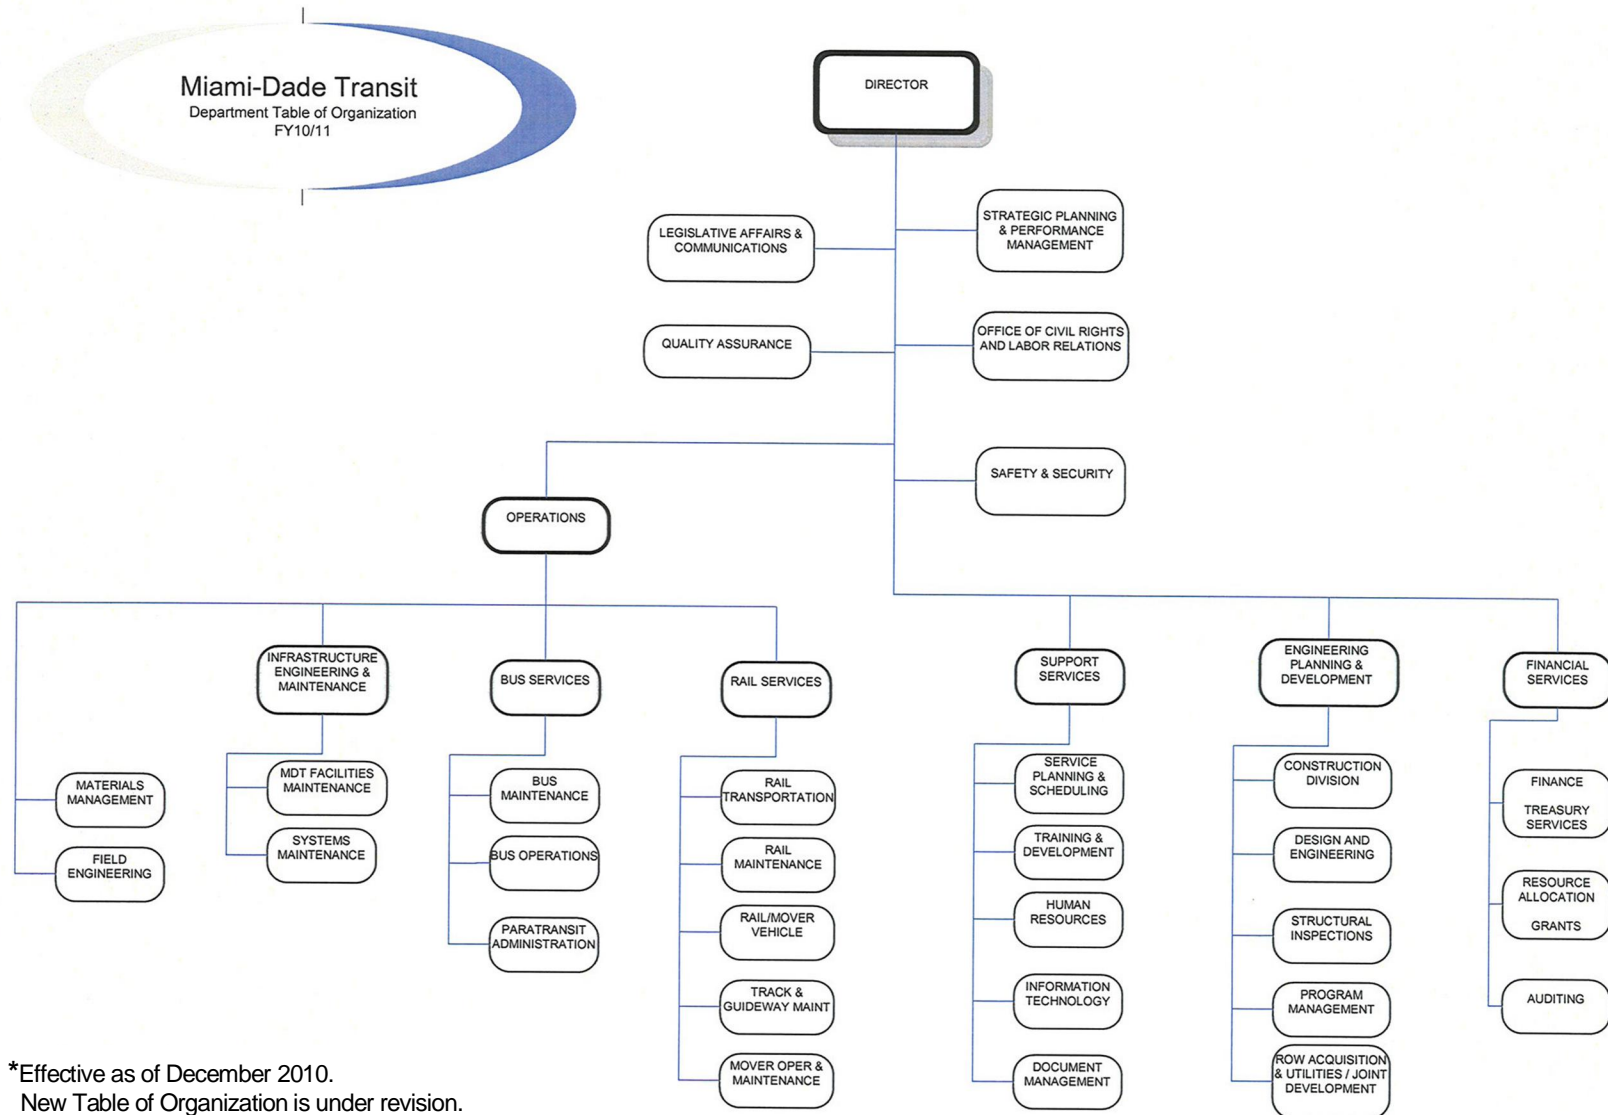 Miami-Dade Transit
Department Table of Organization
FY10/11
DIRECTOR
LEGISLATIVE AFFAIRS &
COMMUNICATIONS
STRATEGIC PLANNING
& PERFORMANCE
MANAGEMENT
QUALITY ASSURANCE
OFFICE OF CIVIL RIGHTS
AND LABOR RELATIONS
SAFETY & SECURITY
OPERATIONS
INFRASTRUCTURE
ENGINEERING &
MAINTENANCE
BUS SERVICES
RAIL SERVICES
SUPPORT
SERVICES
ENGINEERING
PLANNING &
DEVELOPMENT
FINANCIAL
SERVICES
MATERIALS
MANAGEMENT
FIELD
ENGINEERING
MDT FACILITIES
MAINTENANCE
SYSTEMS
MAINTENANCE
BUS
MAINTENANCE
BUS OPERATIONS
PARATRANSIT
ADMINISTRATION
RAIL
TRANSPORTATION
RAIL
MAINTENANCE
RAIL/MOVER
VEHICLE
TRACK &
GUIDEWAY MAINT
MOVER OPER &
MAINTENANCE
SERVICE
PLANNING &
SCHEDULING
TRAINING &
DEVELOPMENT
HUMAN
RESOURCES
INFORMATION
TECHNOLOGY
DOCUMENT
MANAGEMENT
CONSTRUCTION
DIVISION
DESIGN AND
ENGINEERING
STRUCTURAL
INSPECTIONS
PROGRAM
MANAGEMENT
ROW ACQUISITION
& UTILITIES / JOINT
DEVELOPMENT
FINANCE
TREASURY
SERVICES
RESOURCE
ALLOCATION
GRANTS
AUDITING
*Effective as of December 2010.
New Table of Organization is under revision.